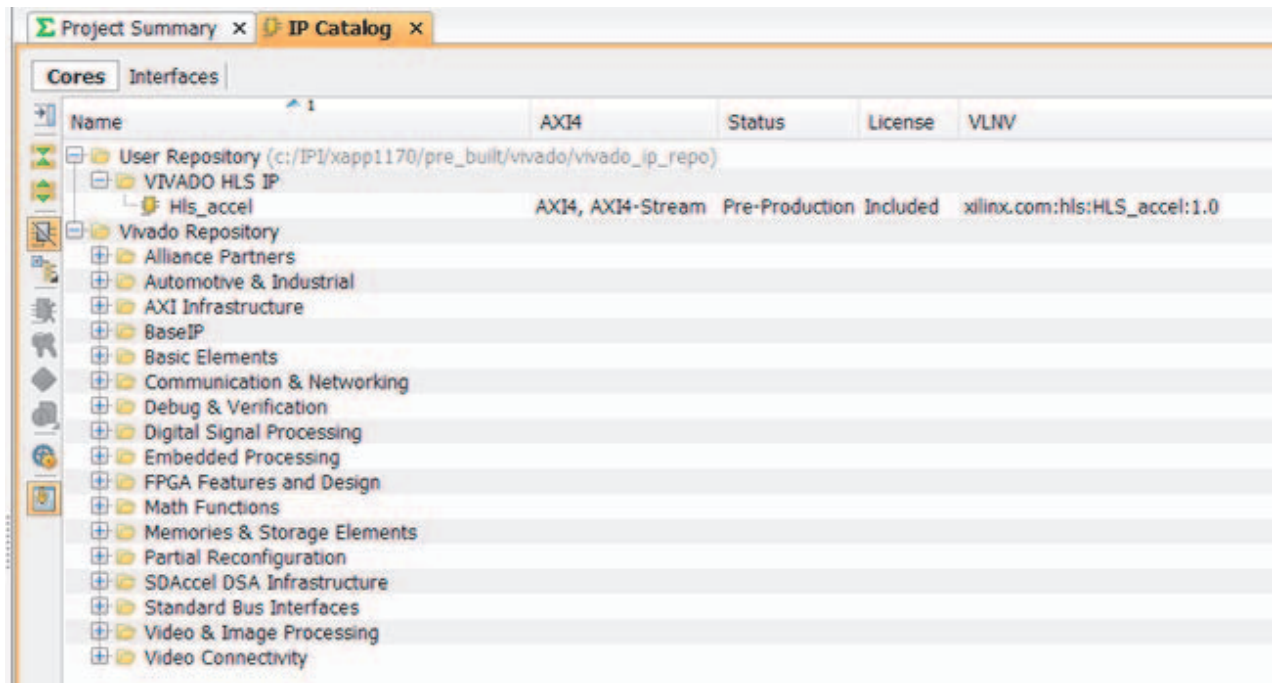 Project Summary × IP Catalog ×
Cores Interfaces
Name 1 AXI4 Status License VLNV
User Repository (c:/IPI/xapp1170/pre_built/vivado/vivado_ip_repo)
VIVADO HLS IP
Hls_accel AXI4, AXI4-Stream Pre-Production Included xilinx.com:hls:HLS_accel:1.0
Vivado Repository
Alliance Partners
Automotive & Industrial
AXI Infrastructure
BaseIP
Basic Elements
Communication & Networking
Debug & Verification
Digital Signal Processing
Embedded Processing
FPGA Features and Design
Math Functions
Memories & Storage Elements
Partial Reconfiguration
SDAccel DSA Infrastructure
Standard Bus Interfaces
Video & Image Processing
Video Connectivity